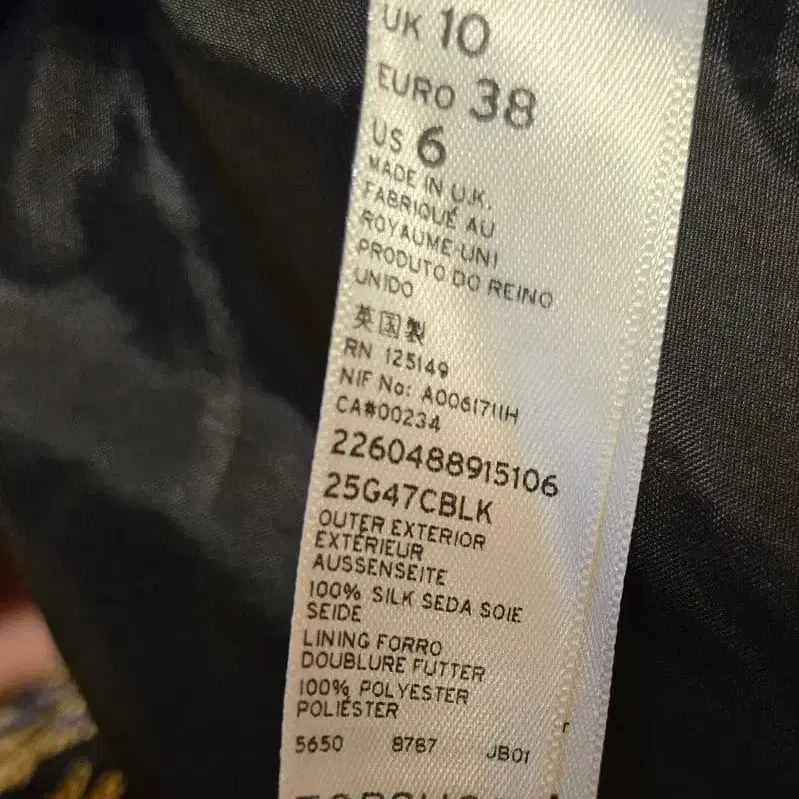 UK 10
EURO 38
US 6
MADE IN U.K.
FABRIQUÉ AU
ROYAUME-UNI
PRODUTO DO REINO
UNIDO
英国製
RN 125149
NIF No: A0061711H
CA#00234
2260488915106
25G47CBLK
OUTER EXTERIOR
EXTÉRIEUR
AUSSENSEITE
100% SILK SEDA SOIE
SEIDE
LINING FORRO
DOUBLURE FUTTER
100% POLYESTER
POLIÉSTER
5650 8787 JB01